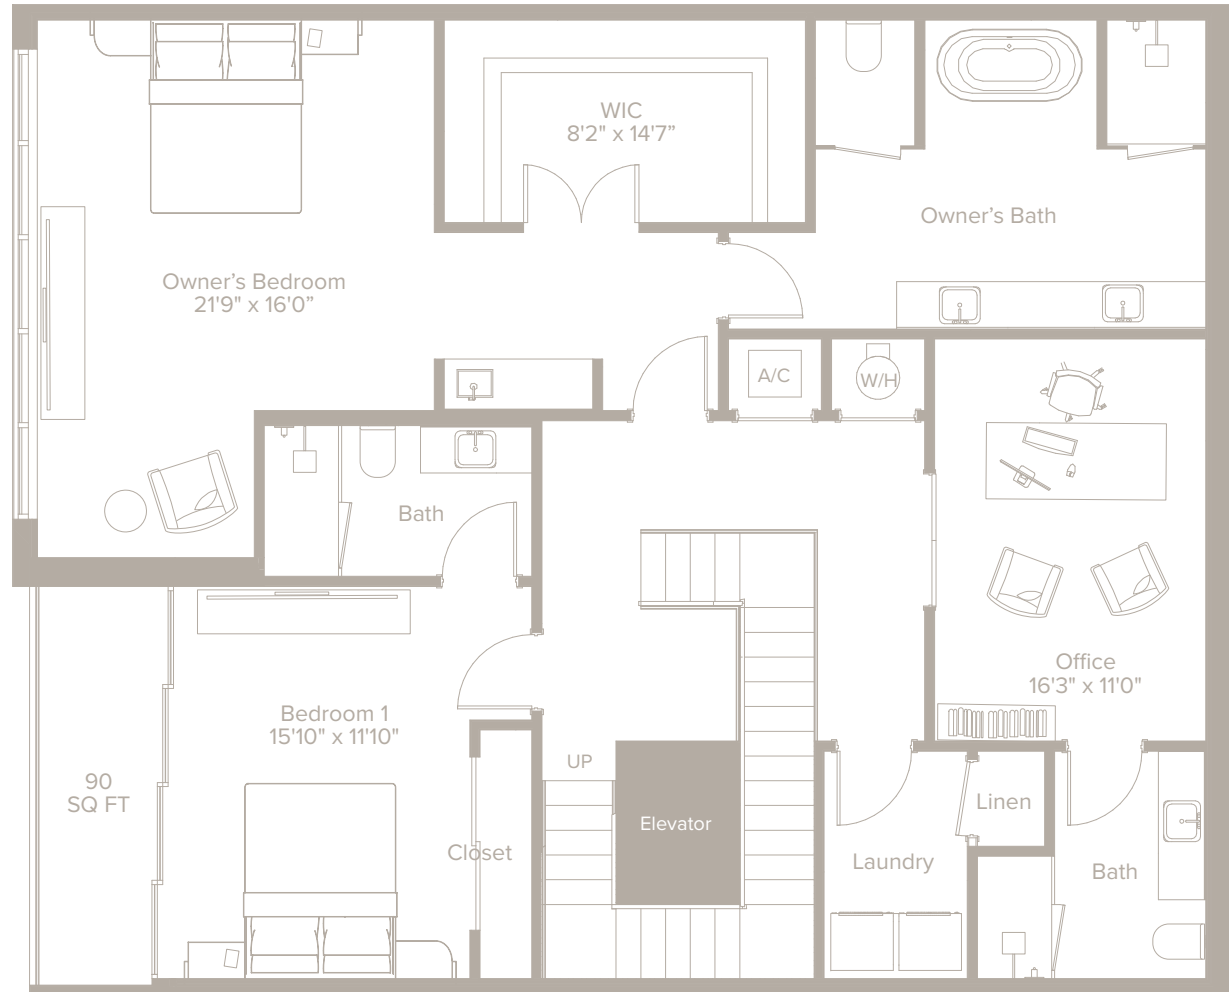 WIC
8'2" x 14'7”
Owner's Bath
Owner's Bedroom
21'9" x 16'0”
A/C
W/H
Bath
Office
16'3" x 11'0"
Bedroom 1
15'10" x 11'10"
UP
90
SQ FT
Linen
Elevator
Closet
Laundry
Bath